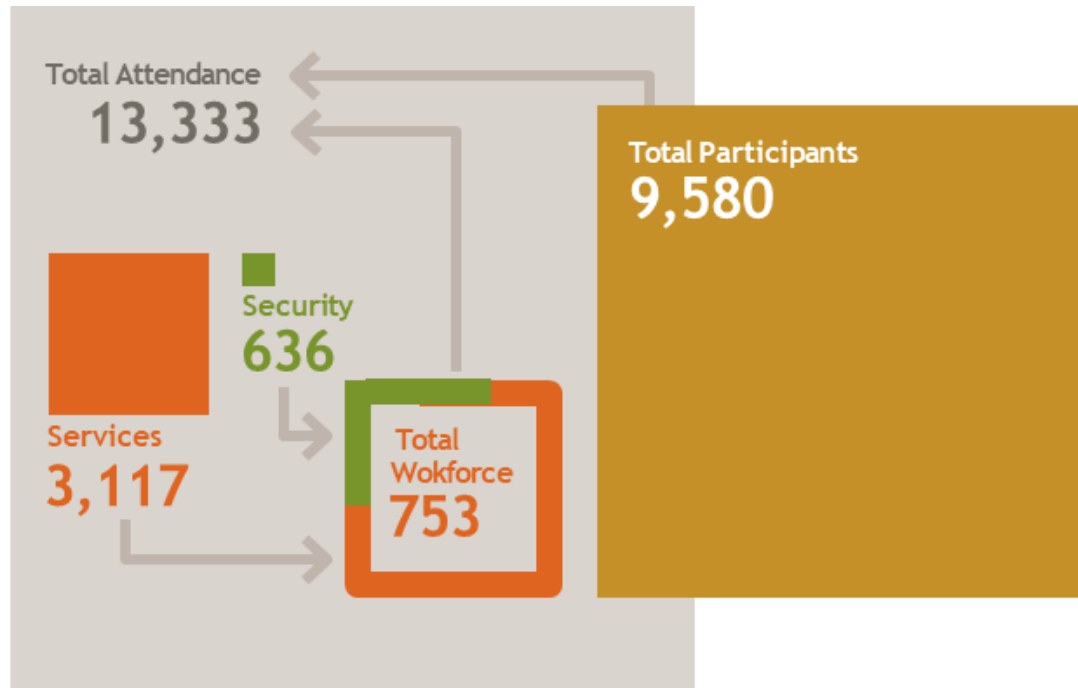 Total Attendance
13,333
Total Participants
9,580
Security
636
Services
3,117
Total
Wokforce
753